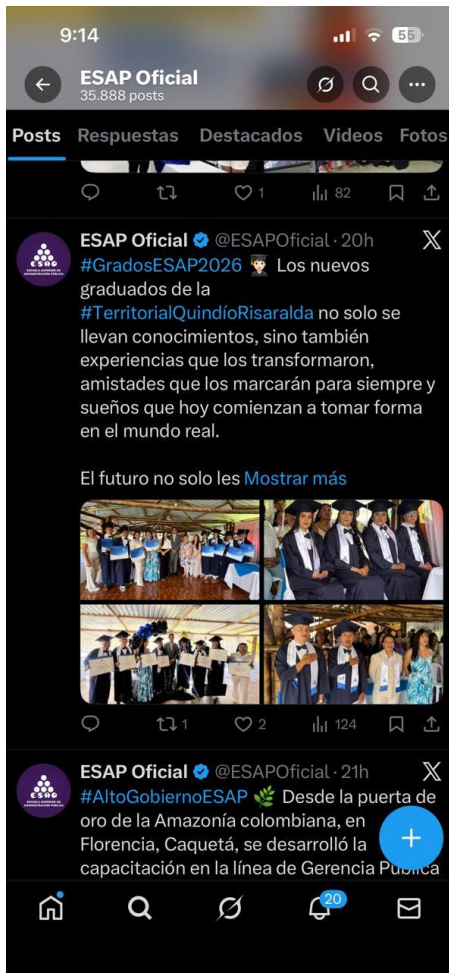 9:14
55
ESAP Oficial
35.888 posts
Posts Respuestas Destacados Videos Fotos
1 82
ESAP Oficial @ESAPOficial · 20h
#GradosESAP2026 Los nuevos
graduados de la
#TerritorialQuindíoRisaralda no solo se
llevan conocimientos, sino también
experiencias que los transformaron,
amistades que los marcarán para siempre y
sueños que hoy comienzan a tomar forma
en el mundo real.
El futuro no solo les Mostrar más
1 2 124
ESAP Oficial @ESAPOficial · 21h
#AltoGobiernoESAP Desde la puerta de
oro de la Amazonía colombiana, en
Florencia, Caquetá, se desarrolló la
capacitación en la línea de Gerencia Pública
20